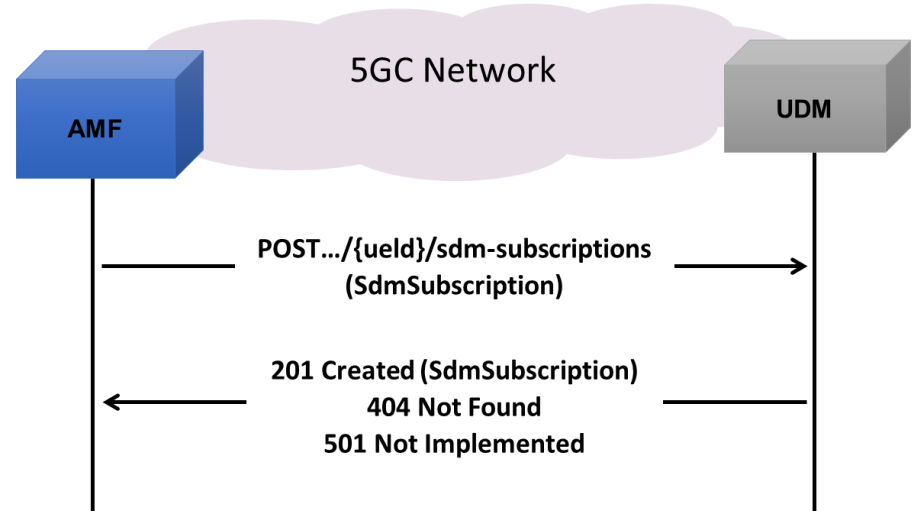 5GC Network
AMF
UDM
POST.../{ueId}/sdm-subscriptions
(SdmSubscription)
201 Created (SdmSubscription)
404 Not Found
501 Not Implemented